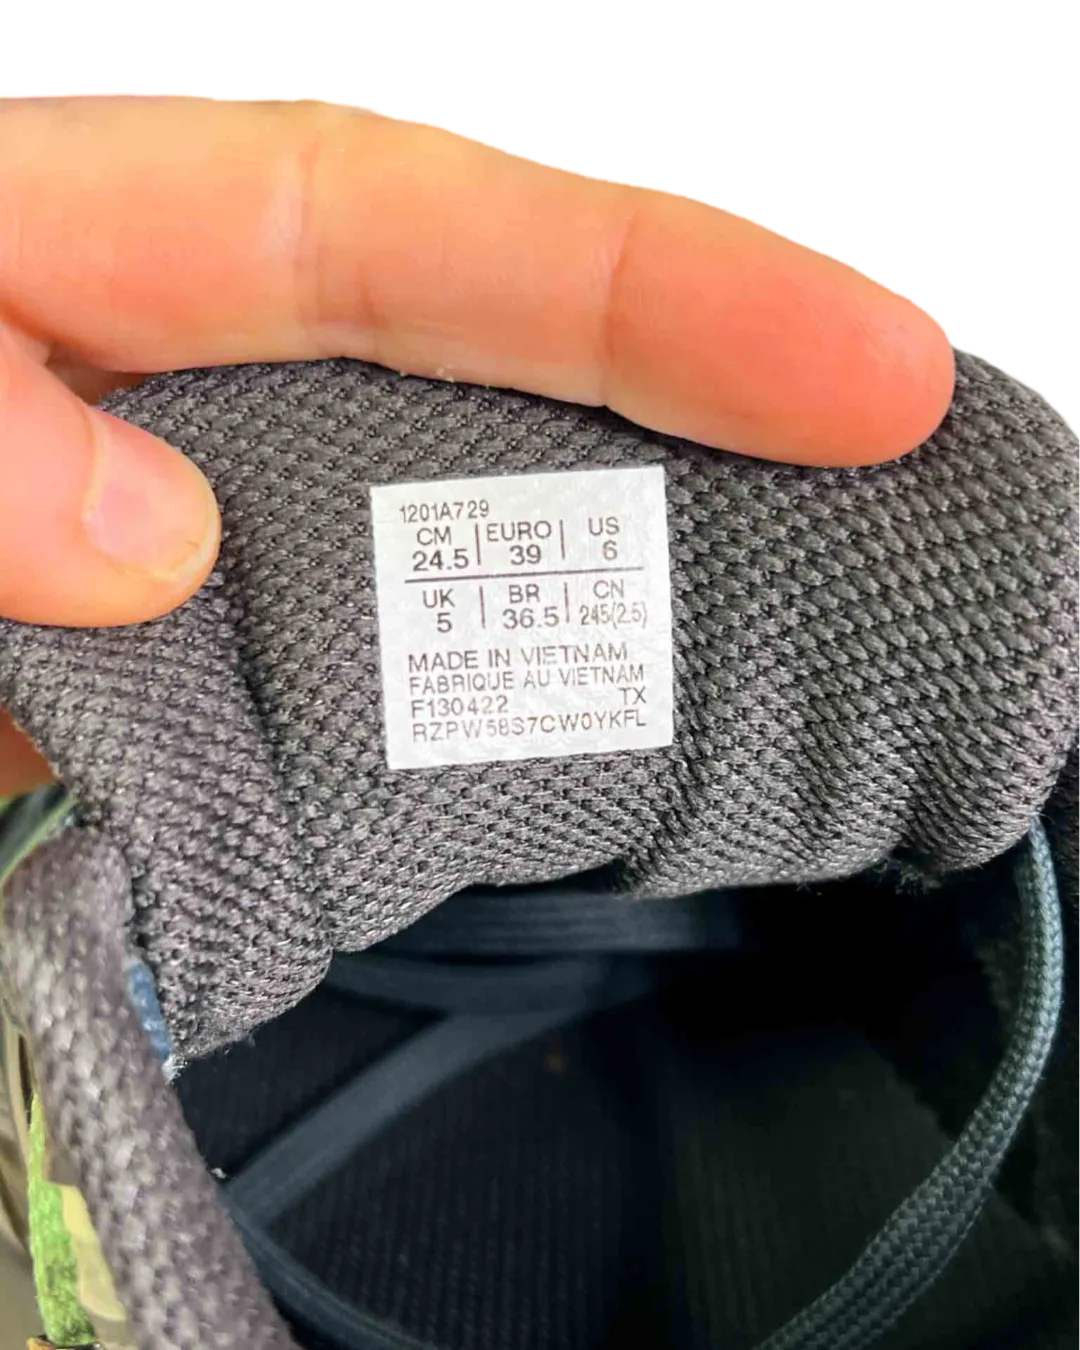 1201A729
CM | EURO | US
24.5 | 39 | 6
UK | BR | CN
5 | 36.5 | 245(2.5)
MADE IN VIETNAM
FABRIQUE AU VIETNAM
F130422 TX
RZPW58S7CW0YKFL